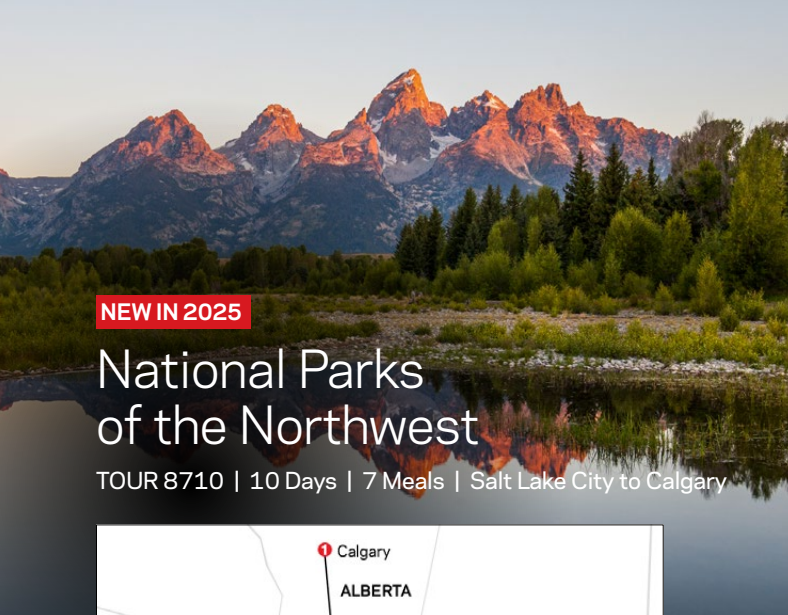 NEW IN 2025
National Parks
of the Northwest
TOUR 8710 | 10 Days | 7 Meals | Salt Lake City to Calgary
1 Calgary
ALBERTA